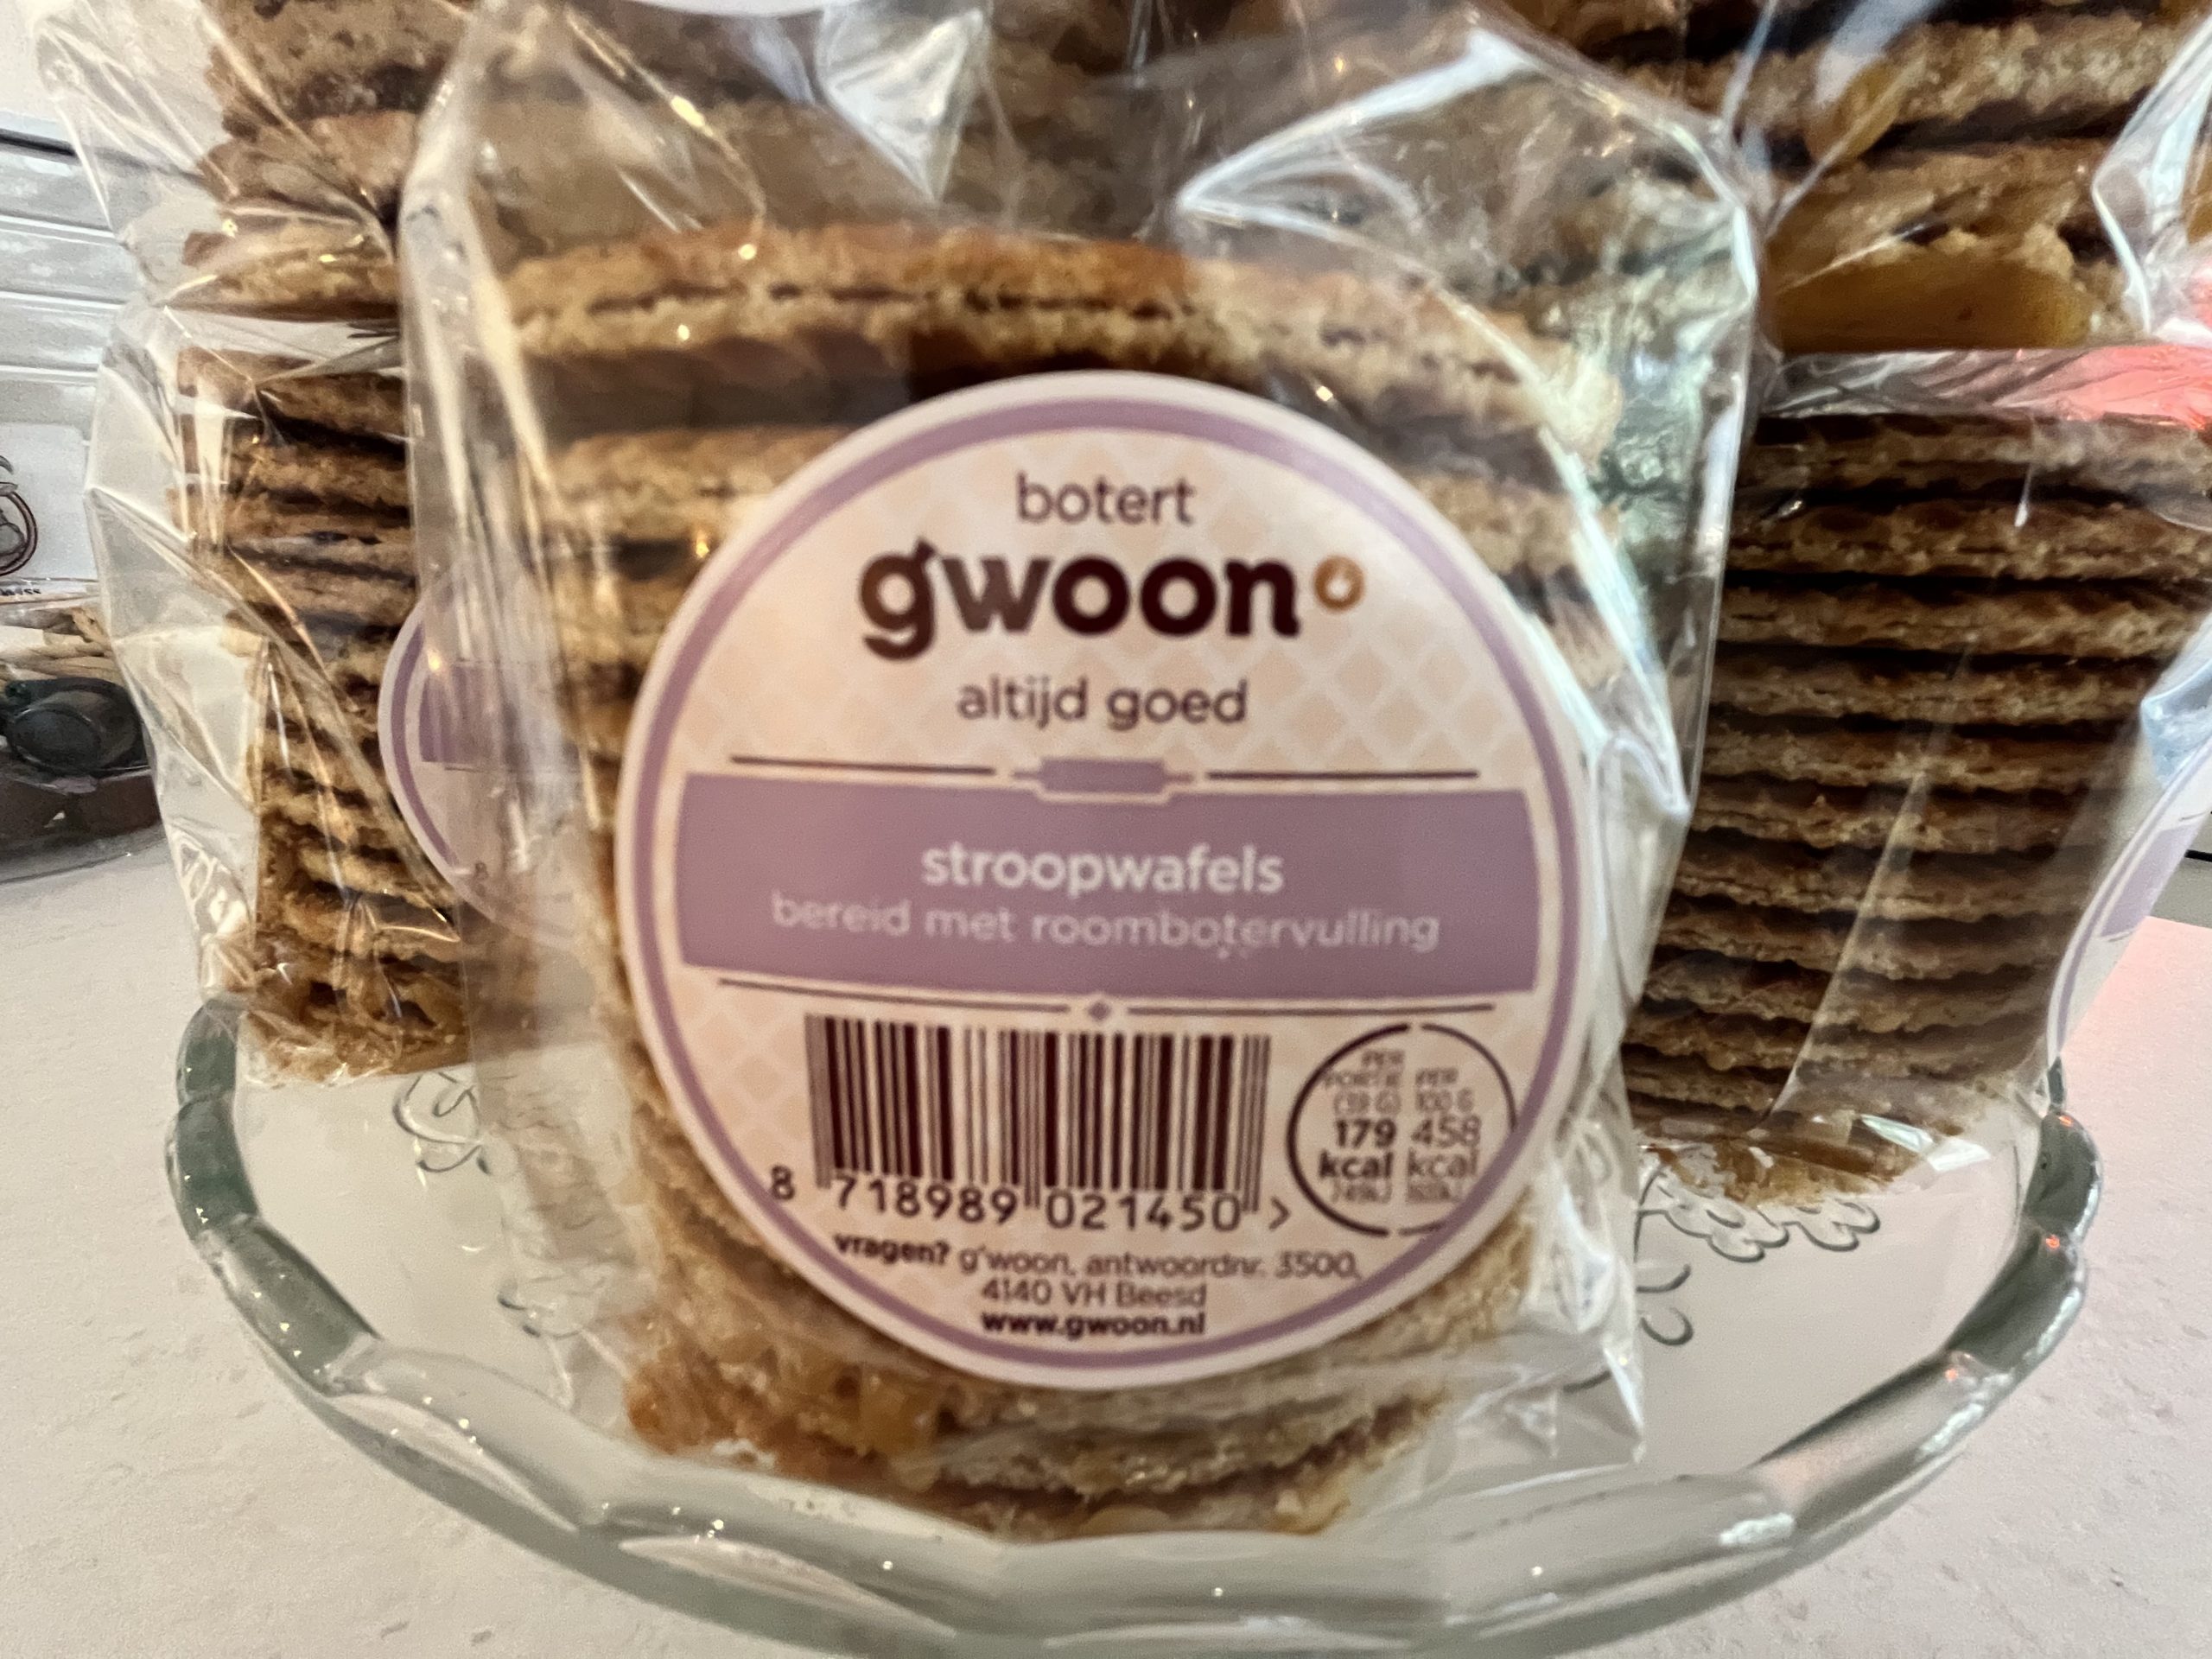 botert
gwoon
altijd goed
stroopwafels
bereid met roombotervulling
8 718989 021450 >
PER PORTIE (39 G) 179 kcal
PER 100 G 458 kcal
vragen? g'woon, antwoordnr. 3500,
4140 VH Beesd
www.gwoon.nl